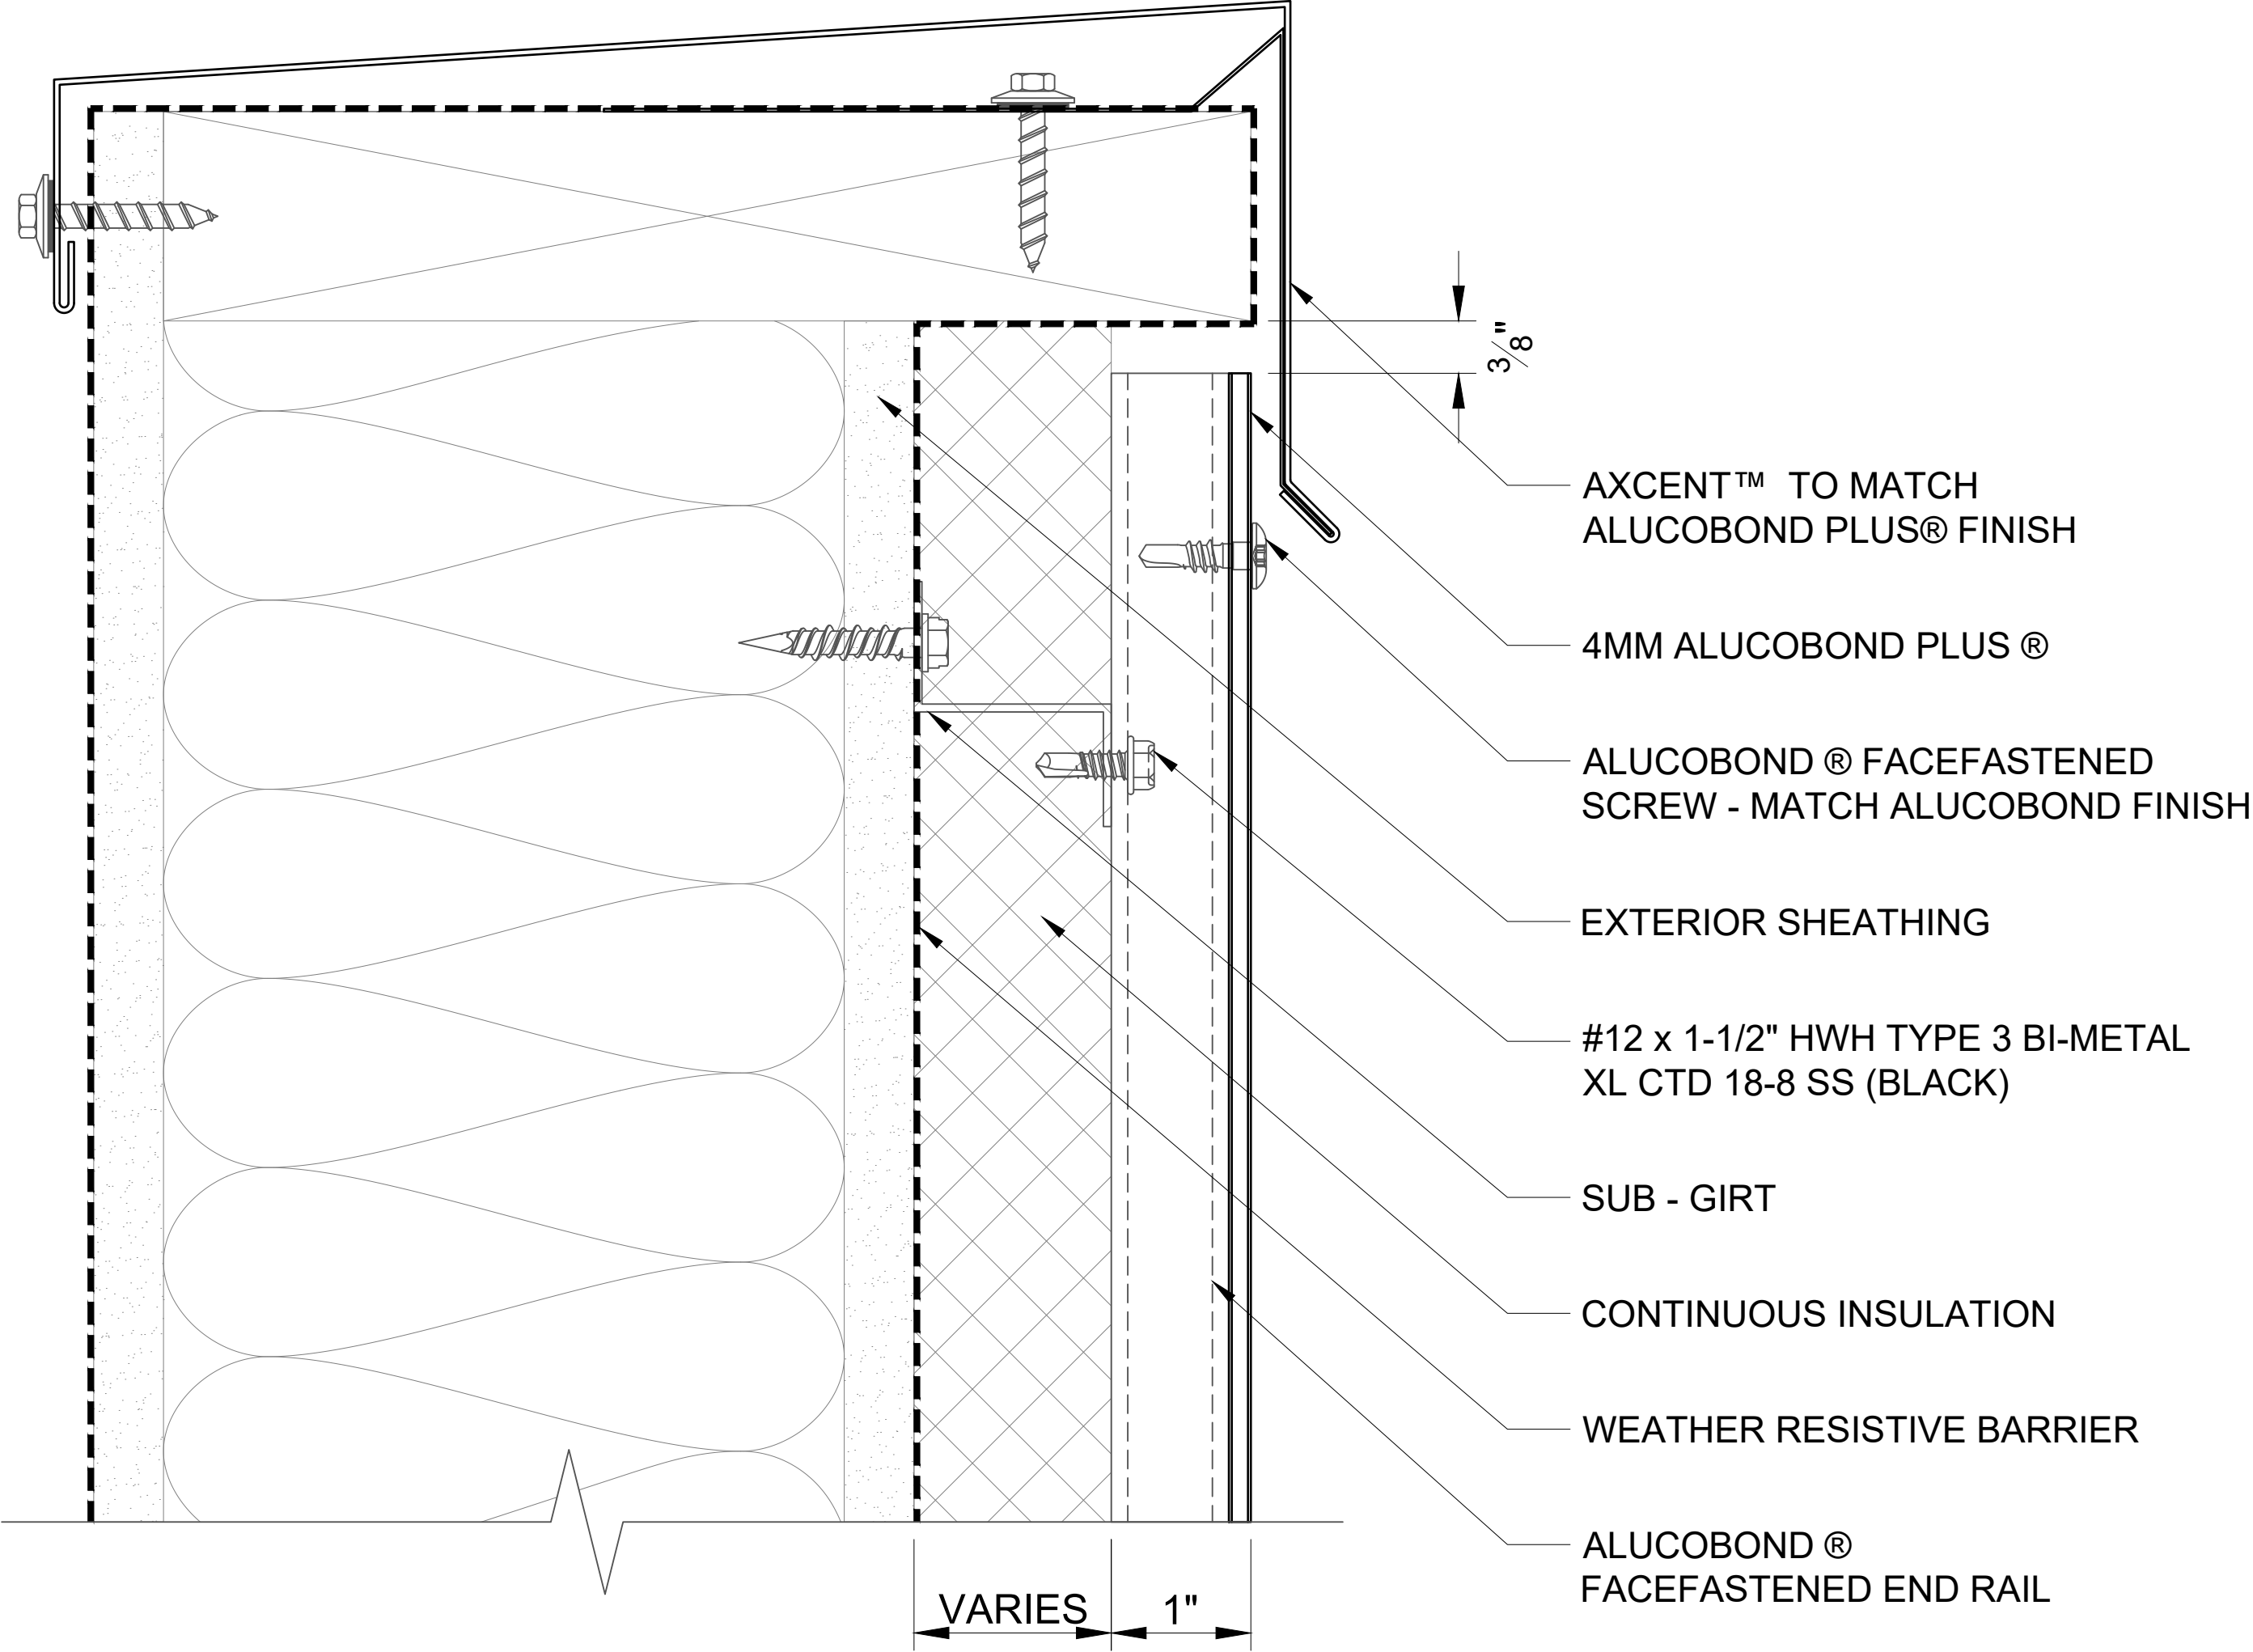 3/8"
AXCENT™ TO MATCH
ALUCOBOND PLUS® FINISH
4MM ALUCOBOND PLUS ®
ALUCOBOND ® FACEFASTENED
SCREW - MATCH ALUCOBOND FINISH
EXTERIOR SHEATHING
#12 x 1-1/2" HWH TYPE 3 BI-METAL
XL CTD 18-8 SS (BLACK)
SUB - GIRT
CONTINUOUS INSULATION
WEATHER RESISTIVE BARRIER
ALUCOBOND ®
FACEFASTENED END RAIL
VARIES
1"